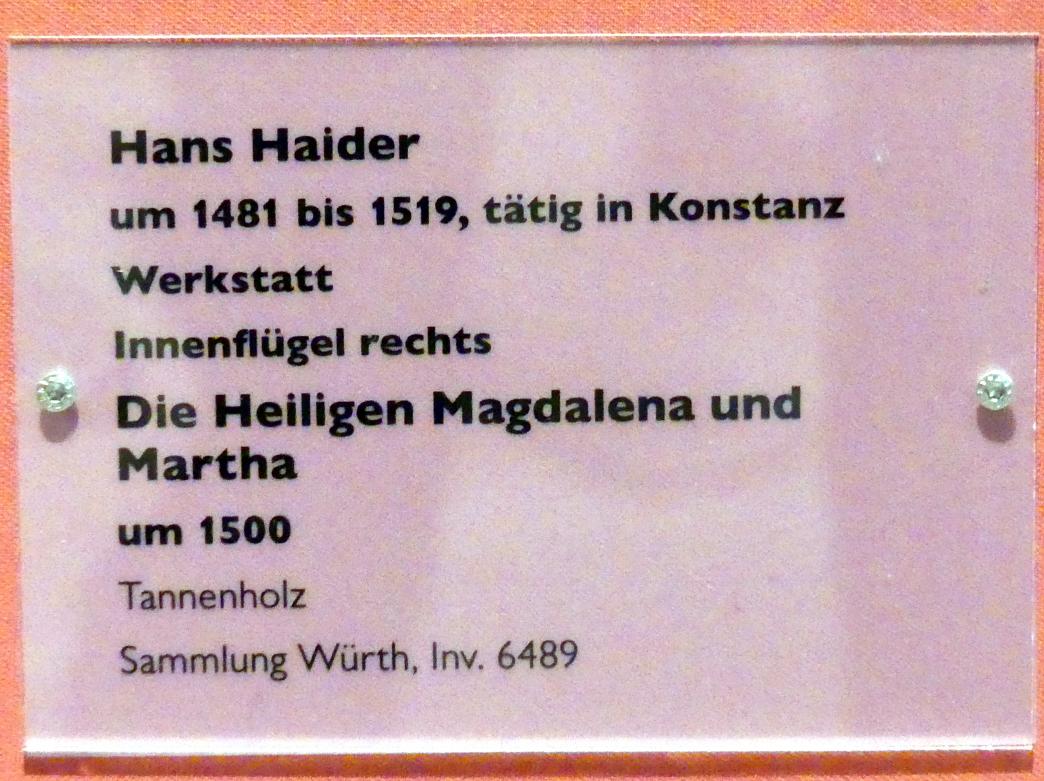 Hans Haider
um 1481 bis 1519, tätig in Konstanz
Werkstatt
Innenflügel rechts
Die Heiligen Magdalena und
Martha
um 1500
Tannenholz
Sammlung Würth, Inv. 6489